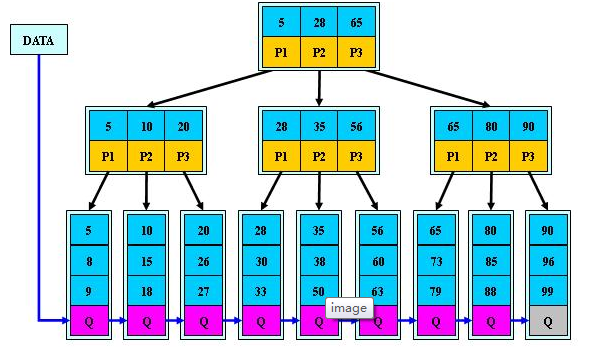 5 28 65
DATA
P1 P2 P3
5 10 20 28 35 56 65 80 90
P1 P2 P3 P1 P2 P3 P1 P2 P3
5 10 20 28 35 56 65 80 90
8 15 26 30 38 60 73 85 96
9 18 27 33 50 63 79 88 99
image
Q Q Q Q Q Q Q Q Q